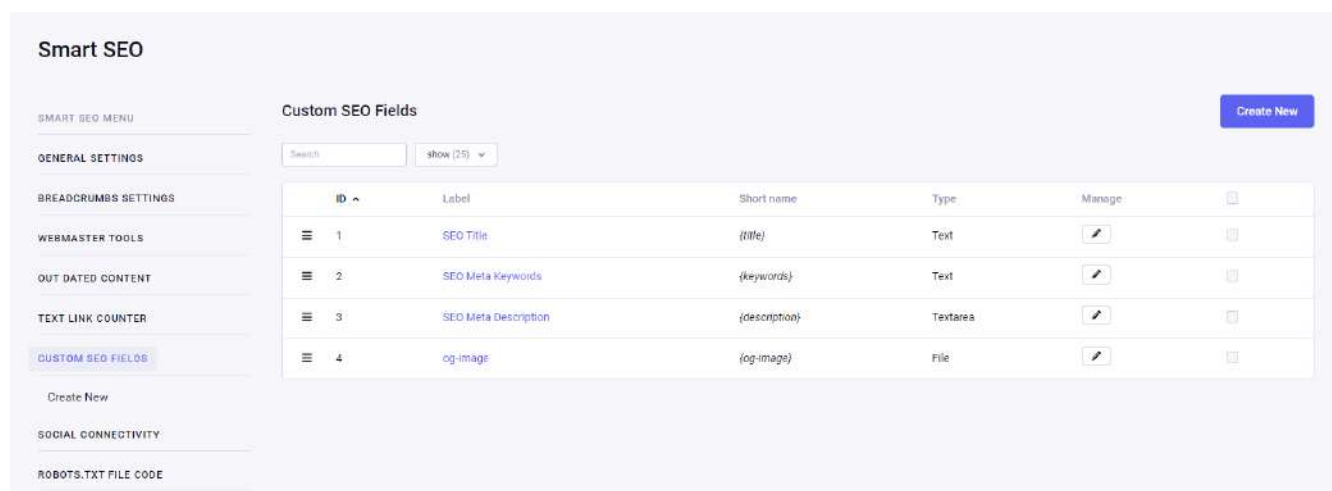 Smart SEO
SMART SEO MENU
GENERAL SETTINGS
BREADCRUMBS SETTINGS
WEBMASTER TOOLS
OUT DATED CONTENT
TEXT LINK COUNTER
CUSTOM SEO FIELDS
Create New
SOCIAL CONNECTIVITY
ROBOTS.TXT FILE CODE
Custom SEO Fields
Create New
Search
show (25)
ID Label Short name Type Manage
1 SEO Title {title} Text
2 SEO Meta Keywords {keywords} Text
3 SEO Meta Description {description} Textarea
4 og-image {og-image} File